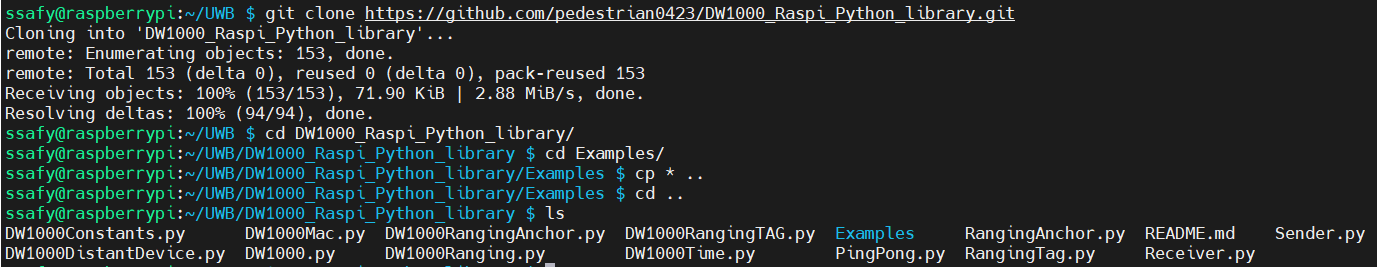 ssafy@raspberrypi:~/UWB $ git clone https://github.com/pedestrian0423/DW1000_Raspi_Python_library.git
Cloning into 'DW1000_Raspi_Python_library'...
remote: Enumerating objects: 153, done.
remote: Total 153 (delta 0), reused 0 (delta 0), pack-reused 153
Receiving objects: 100% (153/153), 71.90 KiB | 2.88 MiB/s, done.
Resolving deltas: 100% (94/94), done.
ssafy@raspberrypi:~/UWB $ cd DW1000_Raspi_Python_library/
ssafy@raspberrypi:~/UWB/DW1000_Raspi_Python_library $ cd Examples/
ssafy@raspberrypi:~/UWB/DW1000_Raspi_Python_library/Examples $ cp * ..
ssafy@raspberrypi:~/UWB/DW1000_Raspi_Python_library/Examples $ cd ..
ssafy@raspberrypi:~/UWB/DW1000_Raspi_Python_library $ ls
DW1000Constants.py DW1000Mac.py DW1000RangingAnchor.py DW1000RangingTAG.py Examples RangingAnchor.py README.md Sender.py
DW1000DistantDevice.py DW1000.py DW1000Ranging.py DW1000Time.py PingPong.py RangingTag.py Receiver.py